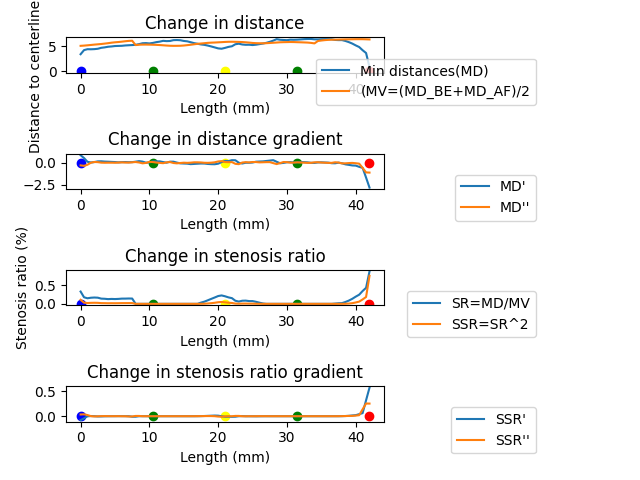 Change in distance
Distance to centerline
5
0
0 10 20 30 40
Length (mm)
Min distances(MD)
(MV=(MD_BE+MD_AF)/2
Change in distance gradient
0.0
−2.5
0 10 20 30 40
Length (mm)
MD'
MD''
Change in stenosis ratio
Stenosis ratio (%)
0.5
0.0
0 10 20 30 40
Length (mm)
SR=MD/MV
SSR=SR^2
Change in stenosis ratio gradient
0.5
0.0
0 10 20 30 40
Length (mm)
SSR'
SSR''